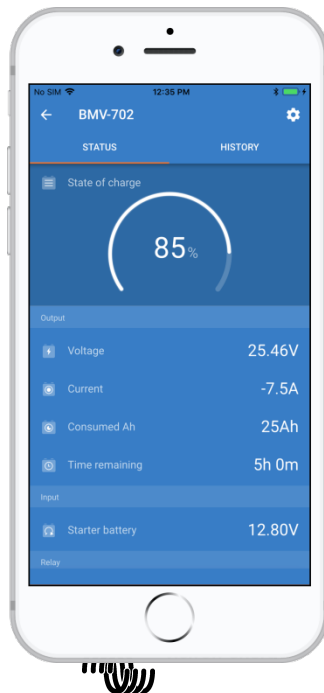 No SIM 12:35 PM
BMV-702
STATUS HISTORY
State of charge
85%
Output
Voltage 25.46V
Current -7.5A
Consumed Ah 25Ah
Time remaining 5h 0m
Input
Starter battery 12.80V
Relay